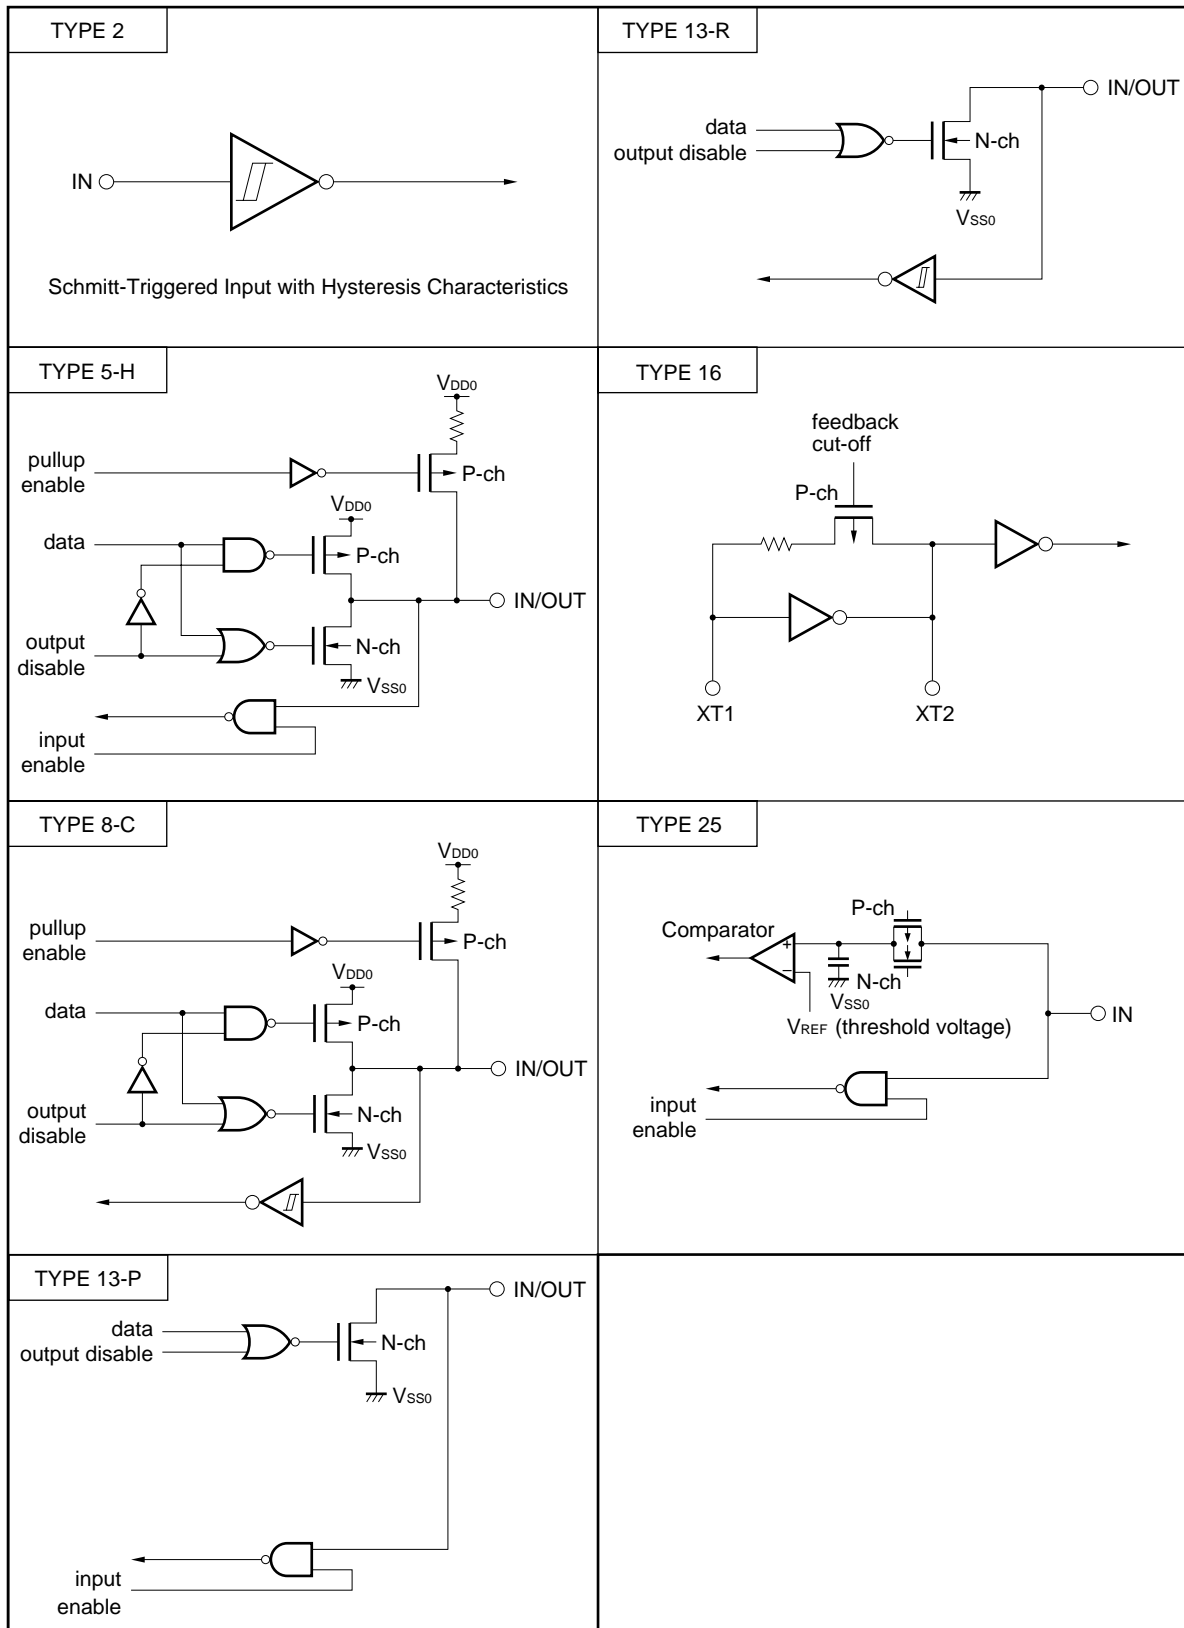 TYPE 2
IN
Schmitt-Triggered Input with Hysteresis Characteristics
TYPE 13-R
IN/OUT
data
output disable
N-ch
VSS0
TYPE 5-H
VDD0
pullup
enable
P-ch
VDD0
data
P-ch
IN/OUT
output
disable
N-ch
VSS0
input
enable
TYPE 16
feedback
cut-off
P-ch
XT1
XT2
TYPE 8-C
VDD0
pullup
enable
P-ch
VDD0
data
P-ch
IN/OUT
output
disable
N-ch
VSS0
TYPE 25
P-ch
Comparator
+
−
N-ch
VSS0
VREF (threshold voltage)
IN
input
enable
TYPE 13-P
IN/OUT
data
output disable
N-ch
VSS0
input
enable